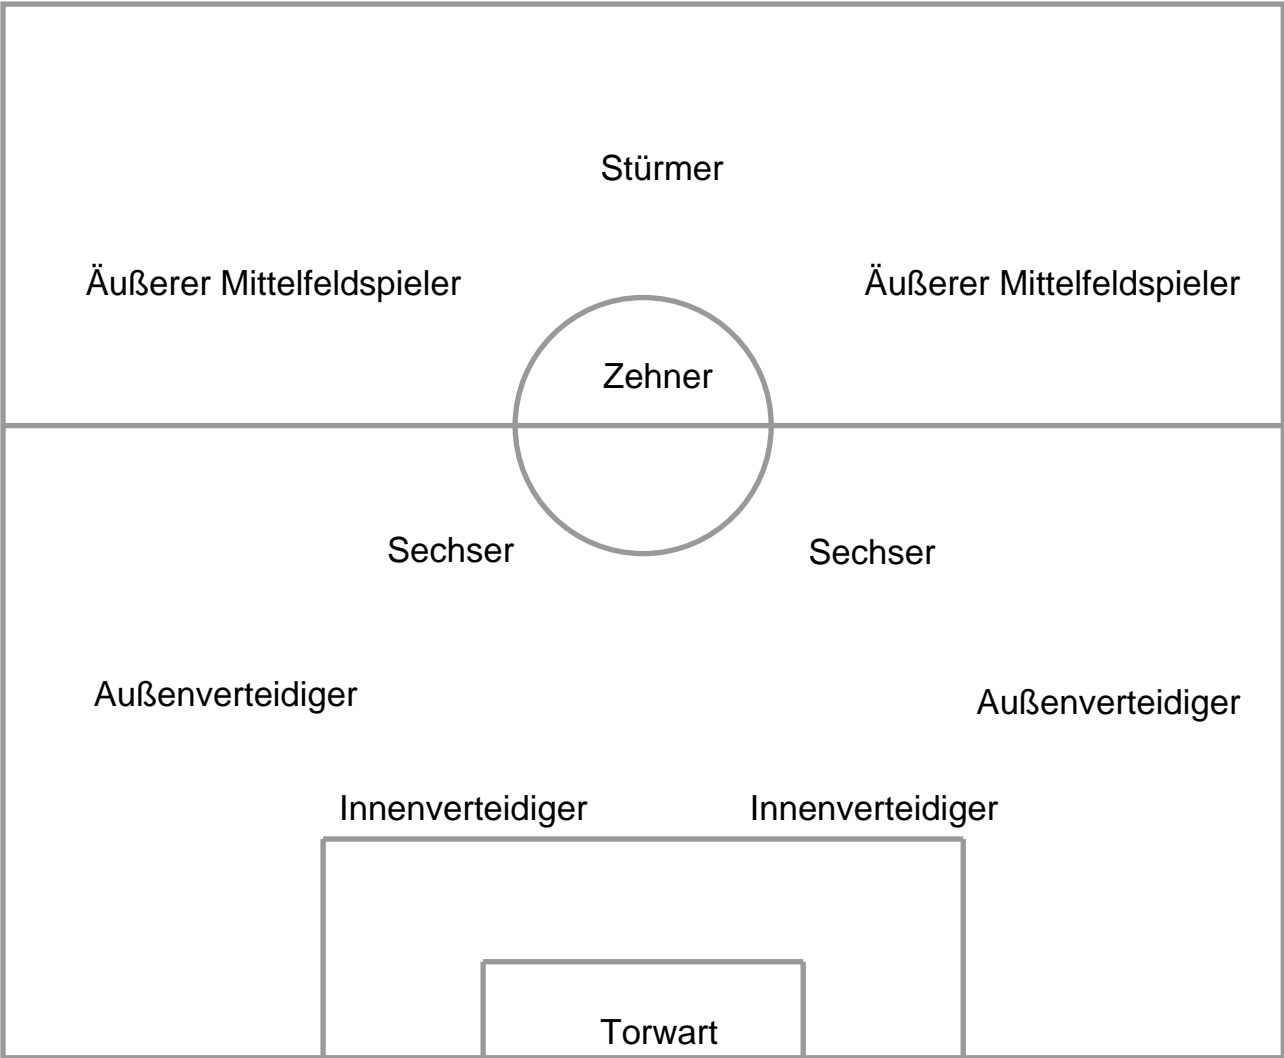 Stürmer
Äußerer Mittelfeldspieler
Äußerer Mittelfeldspieler
Zehner
Sechser
Sechser
Außenverteidiger
Außenverteidiger
Innenverteidiger
Innenverteidiger
Torwart